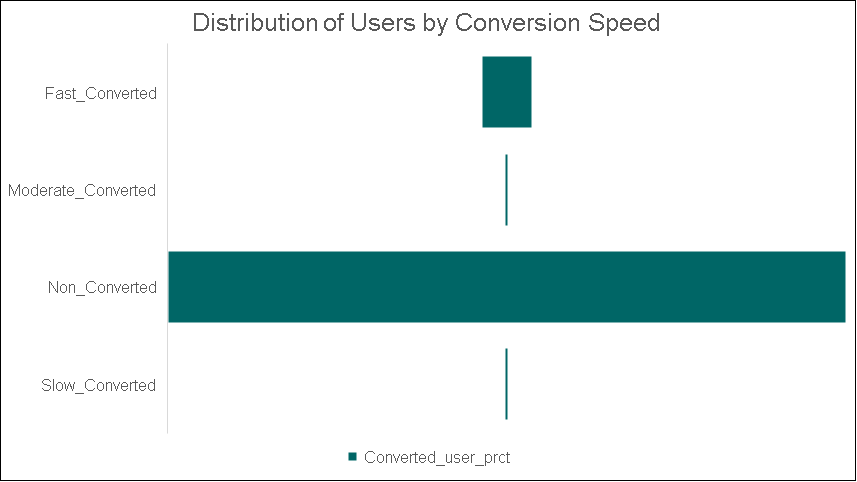 Distribution of Users by Conversion Speed
Fast_Converted
Moderate_Converted
Non_Converted
Slow_Converted
Converted_user_prct